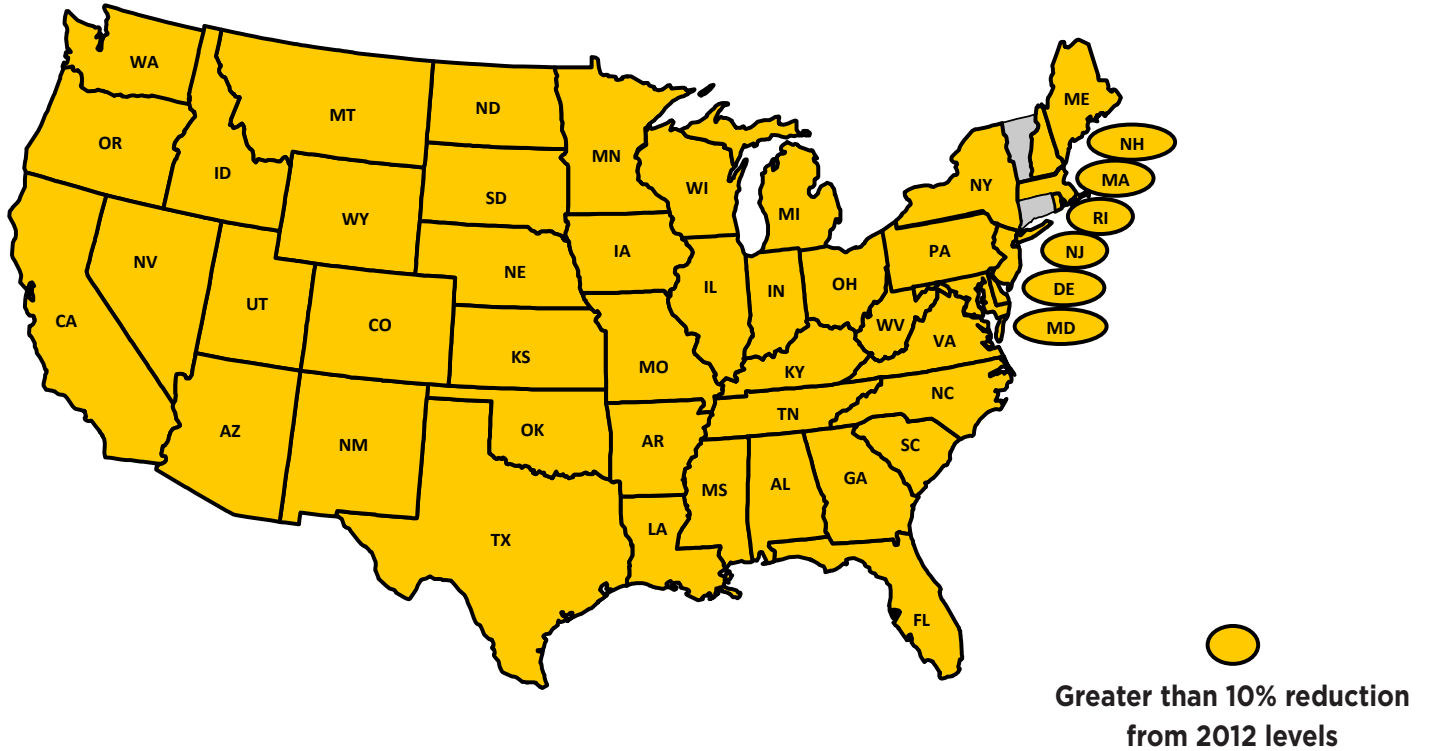 WA
MT
ND
MN
ME
OR
ID
WY
SD
WI
MI
NY
NH
MA
RI
NV
UT
CO
NE
IA
IL
IN
OH
PA
NJ
DE
MD
CA
KS
MO
KY
WV
VA
AZ
NM
OK
AR
TN
NC
SC
TX
LA
MS
AL
GA
FL
Greater than 10% reduction
from 2012 levels